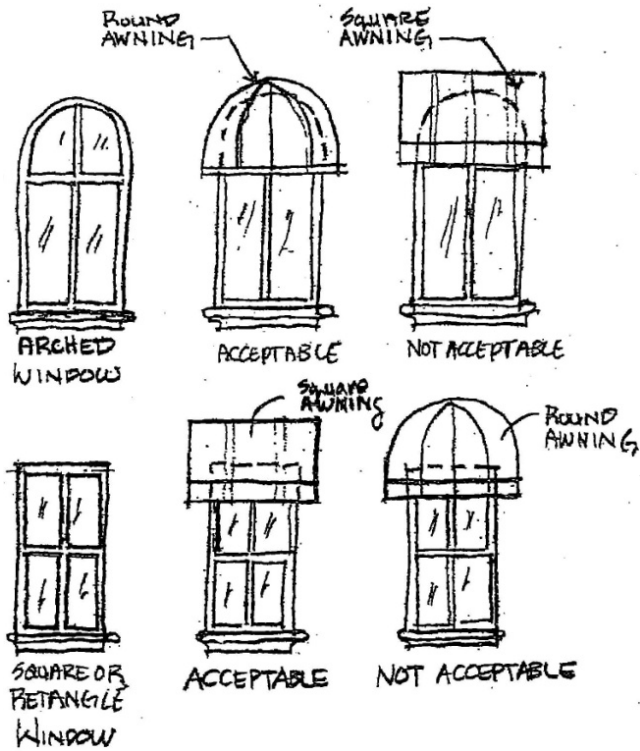 ROUND
AWNING
SQUARE
AWNING
ARCHED
WINDOW
ACCEPTABLE
NOT ACCEPTABLE
SQUARE
AWNING
ROUND
AWNING
SQUARE OR
RETANGLE
WINDOW
ACCEPTABLE
NOT ACCEPTABLE